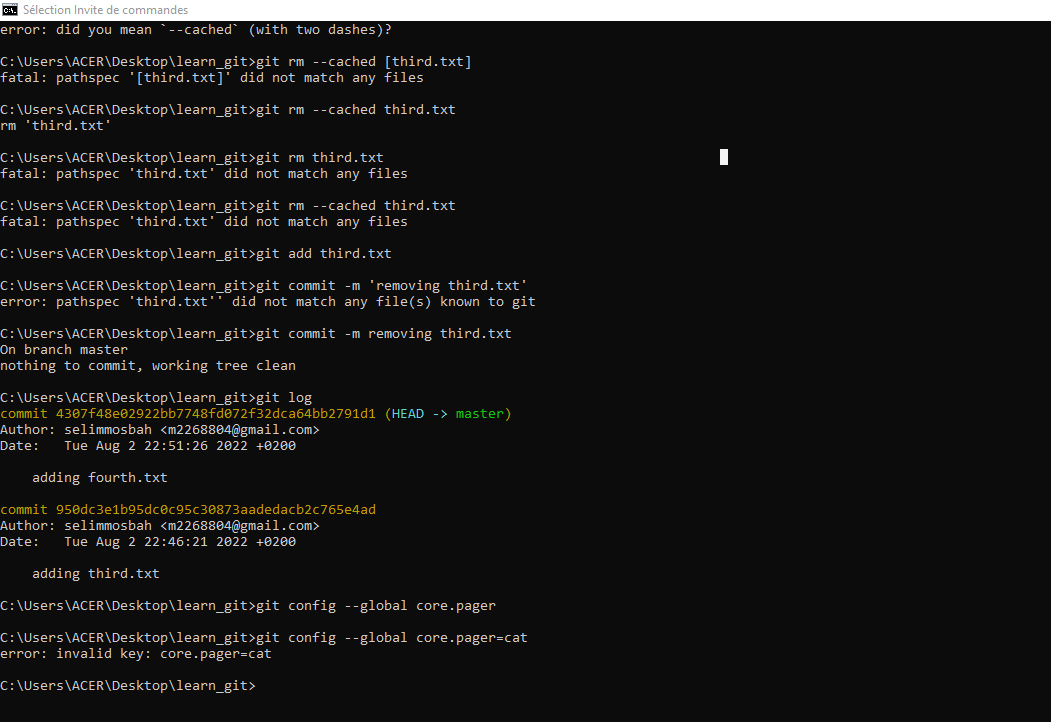 Sélection Invite de commandes
error: did you mean `--cached` (with two dashes)?
C:\Users\ACER\Desktop\learn_git>git rm --cached [third.txt]
fatal: pathspec '[third.txt]' did not match any files
C:\Users\ACER\Desktop\learn_git>git rm --cached third.txt
rm 'third.txt'
C:\Users\ACER\Desktop\learn_git>git rm third.txt
fatal: pathspec 'third.txt' did not match any files
C:\Users\ACER\Desktop\learn_git>git rm --cached third.txt
fatal: pathspec 'third.txt' did not match any files
C:\Users\ACER\Desktop\learn_git>git add third.txt
C:\Users\ACER\Desktop\learn_git>git commit -m 'removing third.txt'
error: pathspec 'third.txt'' did not match any file(s) known to git
C:\Users\ACER\Desktop\learn_git>git commit -m removing third.txt
On branch master
nothing to commit, working tree clean
C:\Users\ACER\Desktop\learn_git>git log
commit 4307f48e02922bb7748fd072f32dca64bb2791d1 (HEAD -> master)
Author: selimmosbah <m2268804@gmail.com>
Date:   Tue Aug 2 22:51:26 2022 +0200
    adding fourth.txt
commit 950dc3e1b95dc0c95c30873aadedacb2c765e4ad
Author: selimmosbah <m2268804@gmail.com>
Date:   Tue Aug 2 22:46:21 2022 +0200
    adding third.txt
C:\Users\ACER\Desktop\learn_git>git config --global core.pager
C:\Users\ACER\Desktop\learn_git>git config --global core.pager=cat
error: invalid key: core.pager=cat
C:\Users\ACER\Desktop\learn_git>